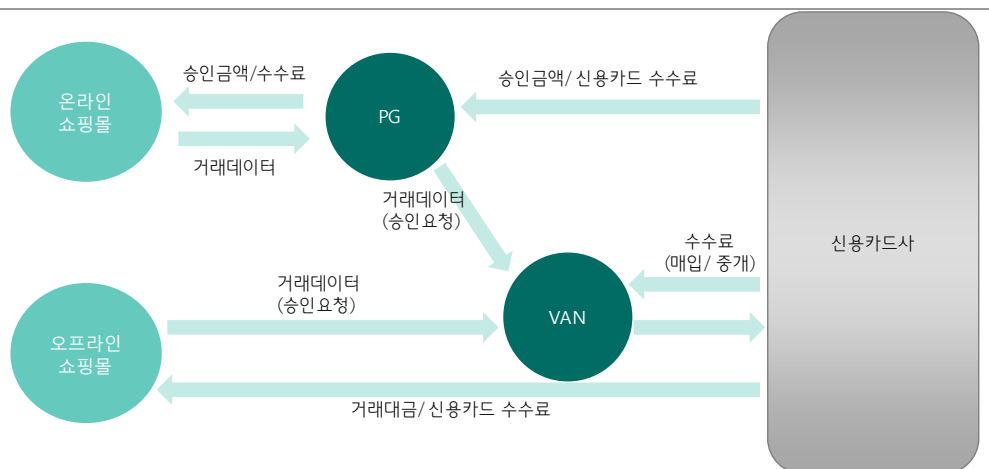 승인금액/수수료
승인금액/ 신용카드 수수료
온라인
쇼핑몰
PG
거래데이터
거래데이터
(승인요청)
신용카드사
수수료
(매입/ 중개)
거래데이터
(승인요청)
VAN
오프라인
쇼핑몰
거래대금/ 신용카드 수수료